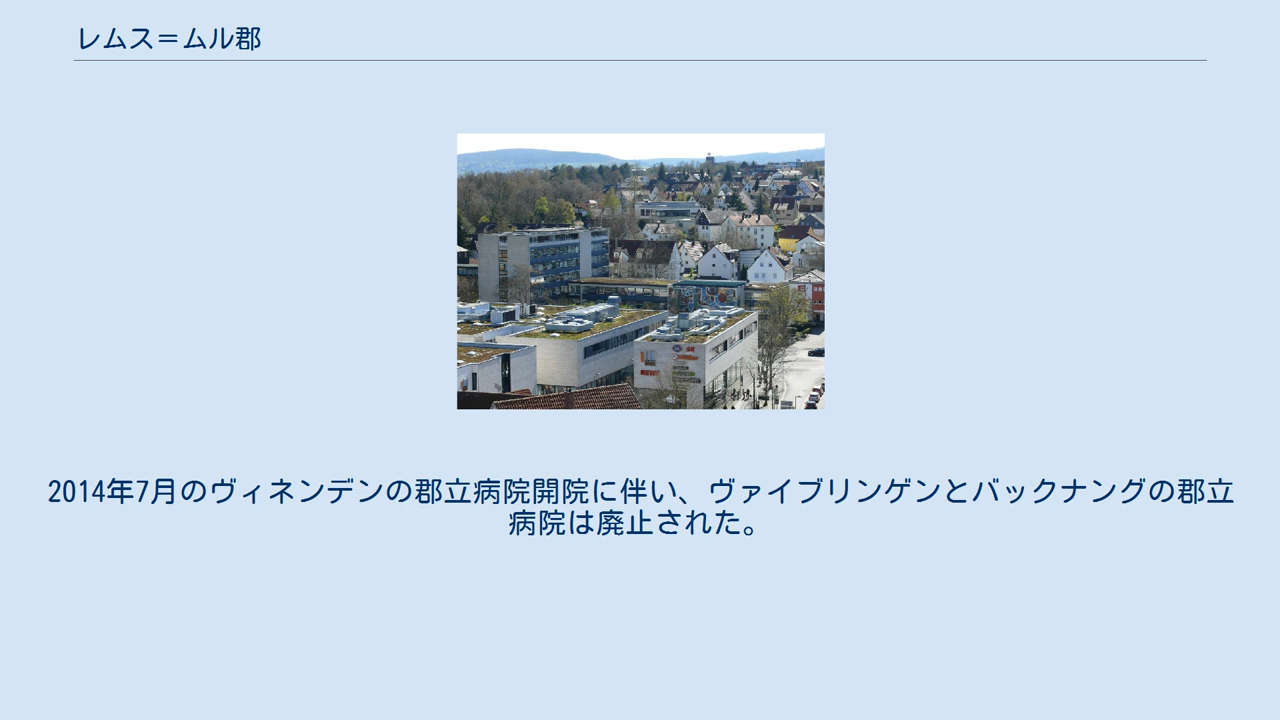 レムス＝ムル郡
2014年7月のヴィネンデンの郡立病院開院に伴い、ヴァイブリンゲンとバックナングの郡立
病院は廃止された。